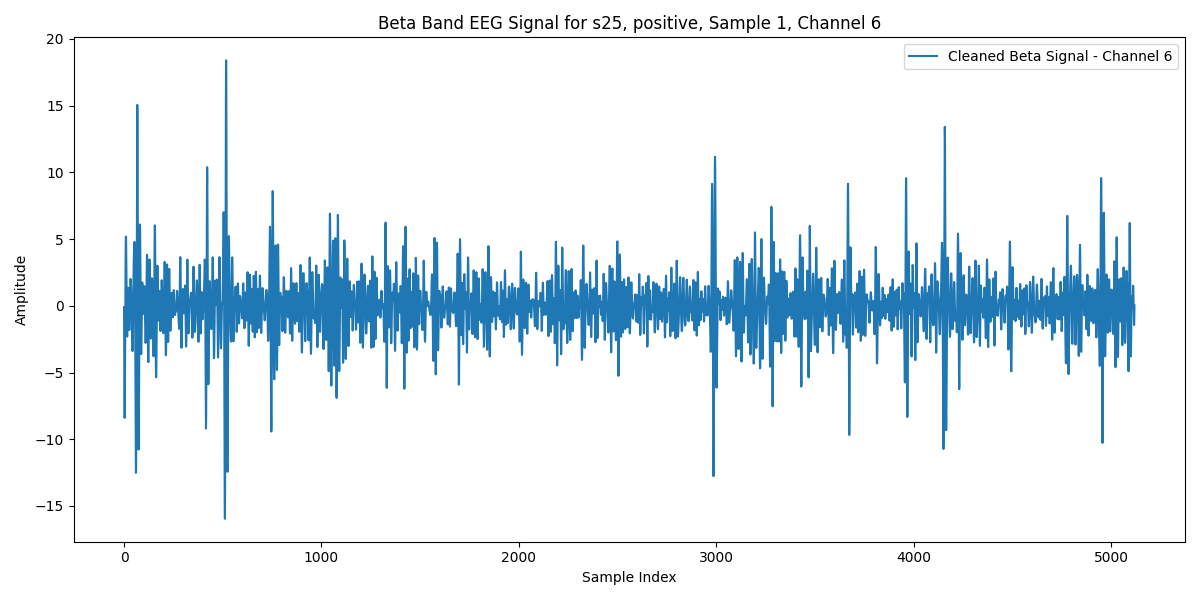 Beta Band EEG Signal for s25, positive, Sample 1, Channel 6
Cleaned Beta Signal - Channel 6
20
15
10
5
0
−5
−10
−15
Amplitude
0 1000 2000 3000 4000 5000
Sample Index